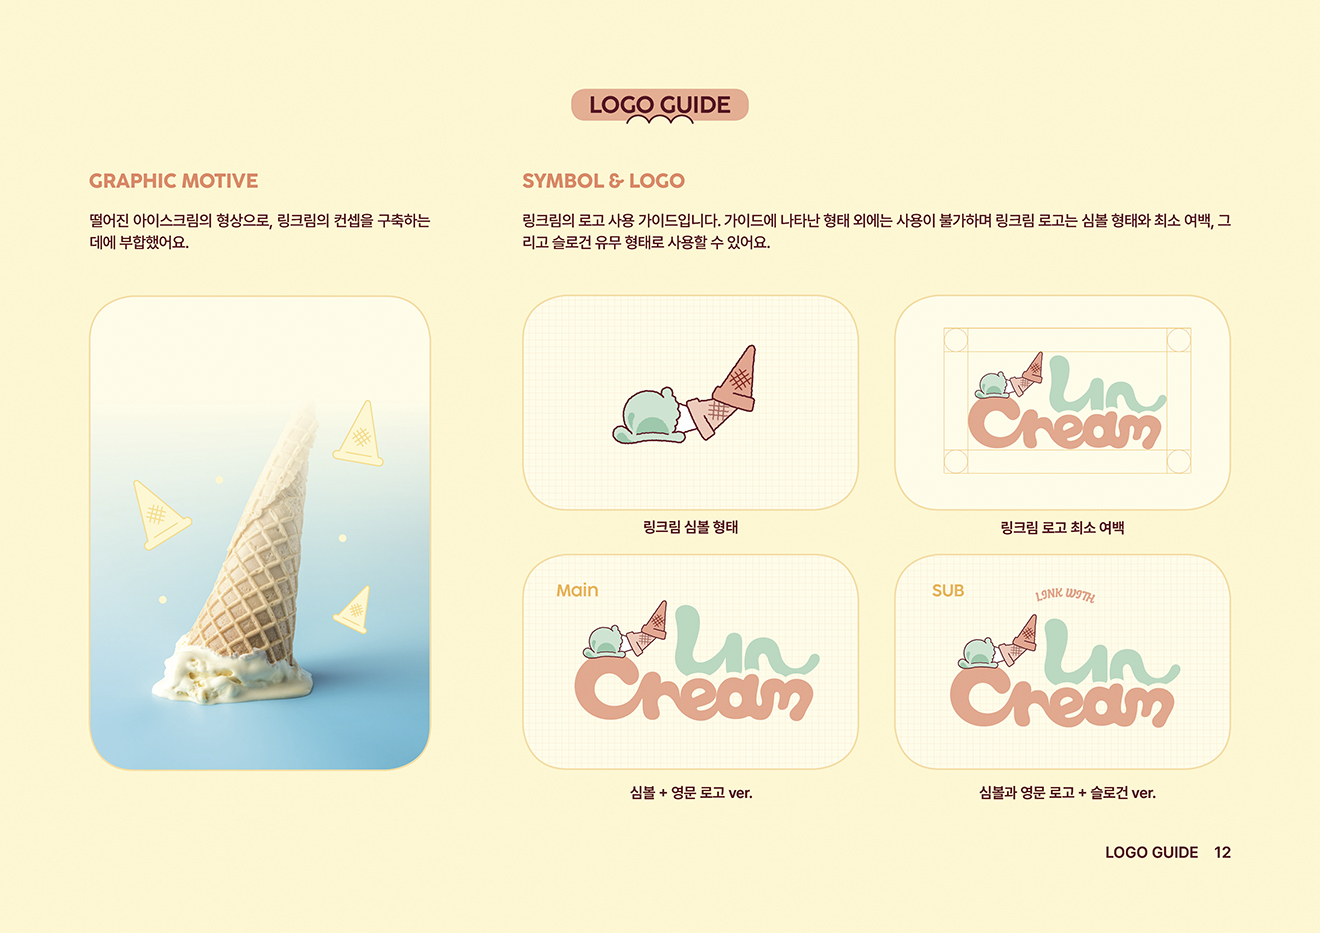 LOGO GUIDE
GRAPHIC MOTIVE
떨어진 아이스크림의 형상으로, 링크림의 컨셉을 구축하는
데에 부합했어요.
SYMBOL & LOGO
링크림의 로고 사용 가이드입니다. 가이드에 나타난 형태 외에는 사용이 불가하며 링크림 로고는 심볼 형태와 최소 여백, 그
리고 슬로건 유무 형태로 사용할 수 있어요.
링크림 심볼 형태
Lin
Cream
링크림 로고 최소 여백
Main
Lin
Cream
심볼 + 영문 로고 ver.
SUB
LINK WITH
Lin
Cream
심볼과 영문 로고 + 슬로건 ver.
LOGO GUIDE 12